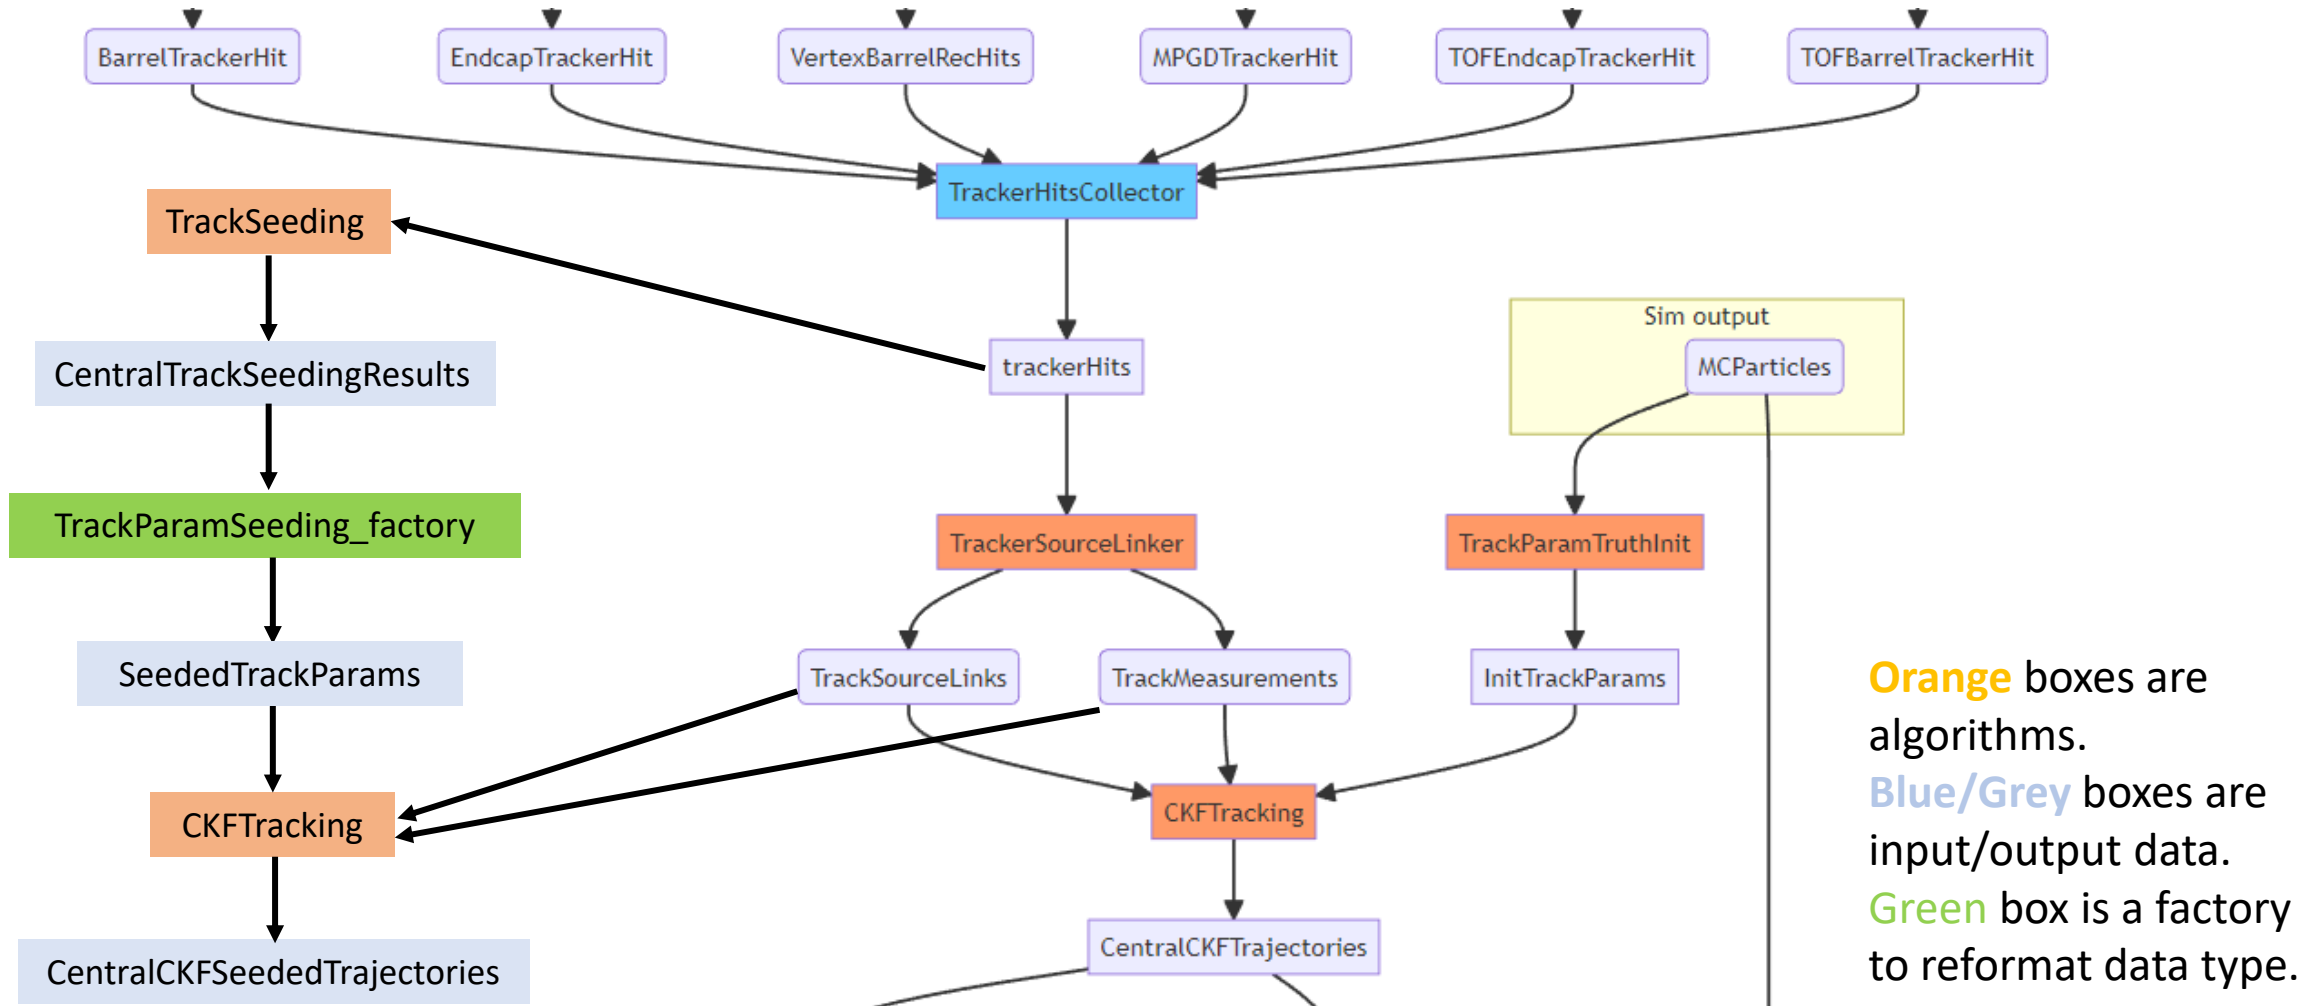 BarrelTrackerHit
EndcapTrackerHit
VertexBarrelRecHits
MPGDTrackerHit
TOFEndcapTrackerHit
TOFBarrelTrackerHit
TrackerHitsCollector
TrackSeeding
Sim output
CentralTrackSeedingResults
trackerHits
MCParticles
TrackParamSeeding_factory
TrackerSourceLinker
TrackParamTruthInit
SeededTrackParams
TrackSourceLinks
TrackMeasurements
InitTrackParams
CKFTracking
CKFTracking
CentralCKFSeededTrajectories
CentralCKFTrajectories
Orange boxes are
algorithms.
Blue/Grey boxes are
input/output data.
Green box is a factory
to reformat data type.